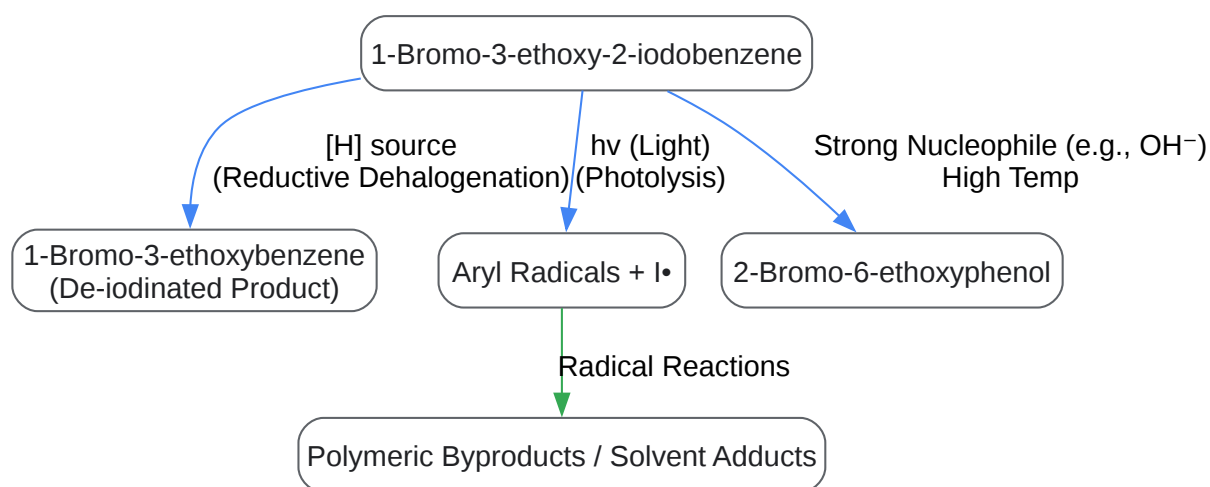 1-Bromo-3-ethoxy-2-iodobenzene
[H] source
(Reductive Dehalogenation)
hv (Light)
(Photolysis)
Strong Nucleophile (e.g., OH⁻)
High Temp
1-Bromo-3-ethoxybenzene
(De-iodinated Product)
Aryl Radicals + I•
2-Bromo-6-ethoxyphenol
Radical Reactions
Polymeric Byproducts / Solvent Adducts